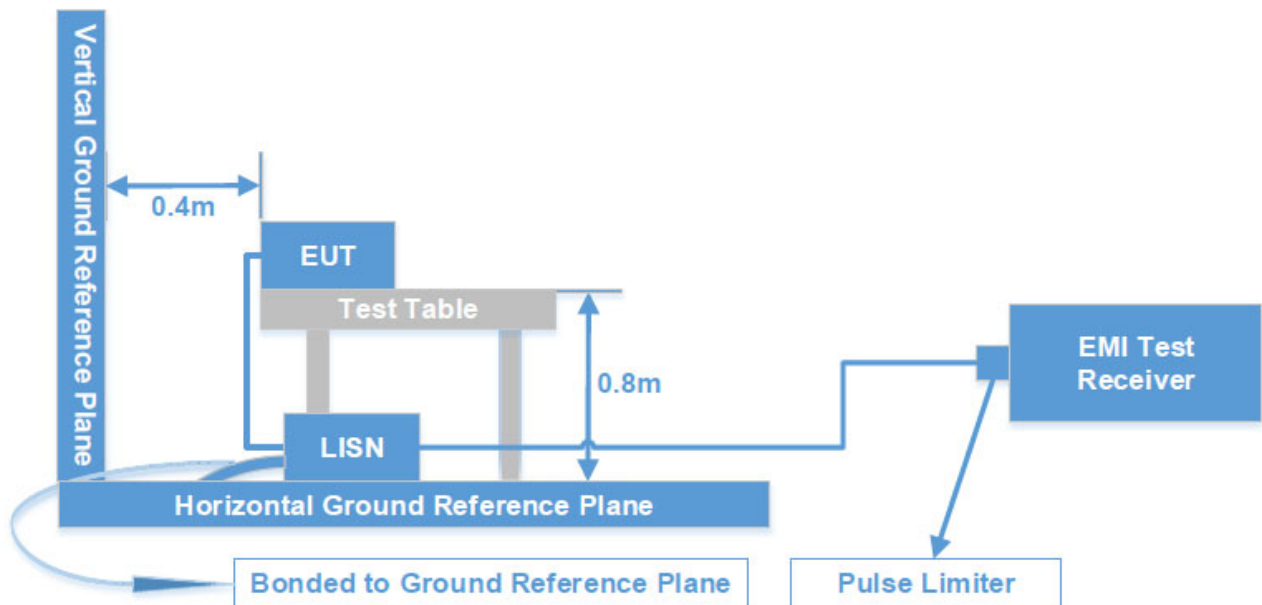 Vertical Ground Reference Plane
0.4m
EUT
Test Table
0.8m
EMI Test
Receiver
LISN
Horizontal Ground Reference Plane
Bonded to Ground Reference Plane
Pulse Limiter